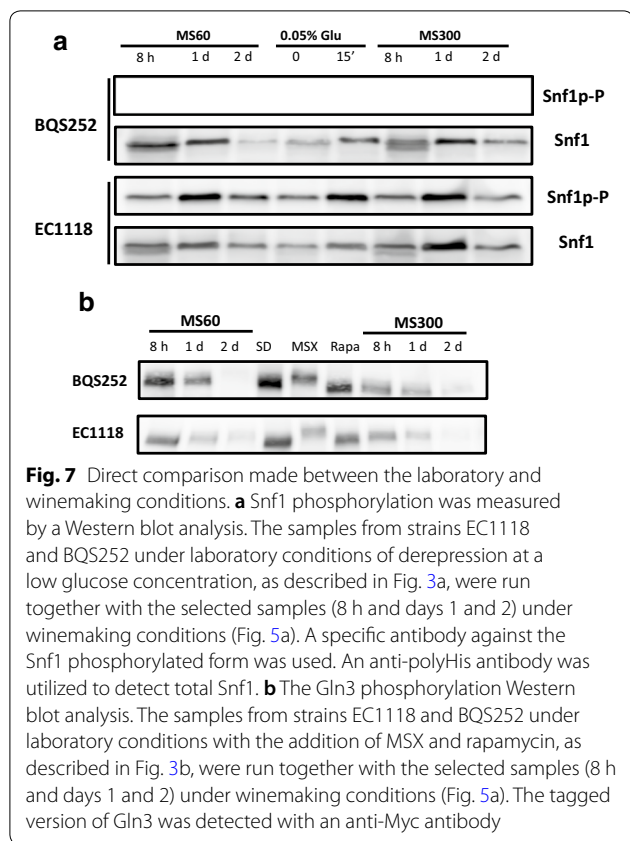 a
MS60 0.05% Glu MS300
8 h 1 d 2 d 0 15’ 8 h 1 d 2 d
Snf1p-P
BQS252
Snf1
Snf1p-P
EC1118
Snf1
b
MS60 MS300
8 h 1 d 2 d SD MSX Rapa 8 h 1 d 2 d
BQS252
EC1118
Fig. 7 Direct comparison made between the laboratory and
winemaking conditions. a Snf1 phosphorylation was measured
by a Western blot analysis. The samples from strains EC1118
and BQS252 under laboratory conditions of derepression at a
low glucose concentration, as described in Fig. 3a, were run
together with the selected samples (8 h and days 1 and 2) under
winemaking conditions (Fig. 5a). A specific antibody against the
Snf1 phosphorylated form was used. An anti-polyHis antibody was
utilized to detect total Snf1. b The Gln3 phosphorylation Western
blot analysis. The samples from strains EC1118 and BQS252 under
laboratory conditions with the addition of MSX and rapamycin, as
described in Fig. 3b, were run together with the selected samples (8 h
and days 1 and 2) under winemaking conditions (Fig. 5a). The tagged
version of Gln3 was detected with an anti-Myc antibody